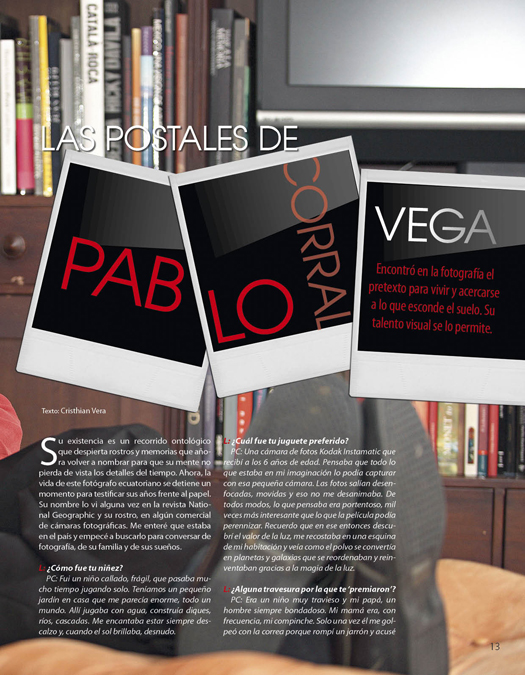 CATALÀ ROCA
LAS POSTALES DE
PABLO
CORRAL
VEGA
Encontró en la fotografía el
pretexto para vivir y acercarse
a lo que esconde el suelo. Su
talento visual se lo permite.
Texto: Cristhian Vera
Su existencia es un recorrido ontológico
que despierta rostros y memorias que año-
ra volver a nombrar para que su mente no
pierda de vista los detalles del tiempo. Ahora, la
vida de este fotógrafo ecuatoriano se detiene un
momento para testificar sus años frente al papel.
Su nombre lo vi alguna vez en la revista Natio-
nal Geographic y su rostro, en algún comercial
de cámaras fotográficas. Me enteré que estaba
en el país y empecé a buscarlo para conversar de
fotografía, de su familia y de sus sueños.
L: ¿Cómo fue tu niñez?
PC: Fui un niño callado, frágil, que pasaba mu-
cho tiempo jugando solo. Teníamos un pequeño
jardín en casa que me parecía enorme, todo un
mundo. Allí jugaba con agua, construía diques,
ríos, cascadas. Me encantaba estar siempre des-
calzo y, cuando el sol brillaba, desnudo.
L: ¿Cuál fue tu juguete preferido?
PC: Una cámara de fotos Kodak Instamatic que
recibí a los 6 años de edad. Pensaba que todo lo
que estaba en mi imaginación lo podía capturar
con esa pequeña cámara. Las fotos salían desen-
focadas, movidas y eso no me desanimaba. De
todos modos, lo que pensaba era portentoso, mil
veces más interesante que lo que la película podía
perennizar. Recuerdo que en ese entonces descu-
brí el valor de la luz, me recostaba en una esquina
de mi habitación y veía como el polvo se convertía
en planetas y galaxias que se reordenaban y rein-
ventaban gracias a la magia de la luz.
L: ¿Alguna travesura por la que te 'premiaron'?
PC: Era un niño muy travieso y mi papá, un
hombre siempre bondadoso. Mi mamá era, con
frecuencia, mi compinche. Solo una vez él me gol-
peó con la correa porque rompí un jarrón y acusé
13